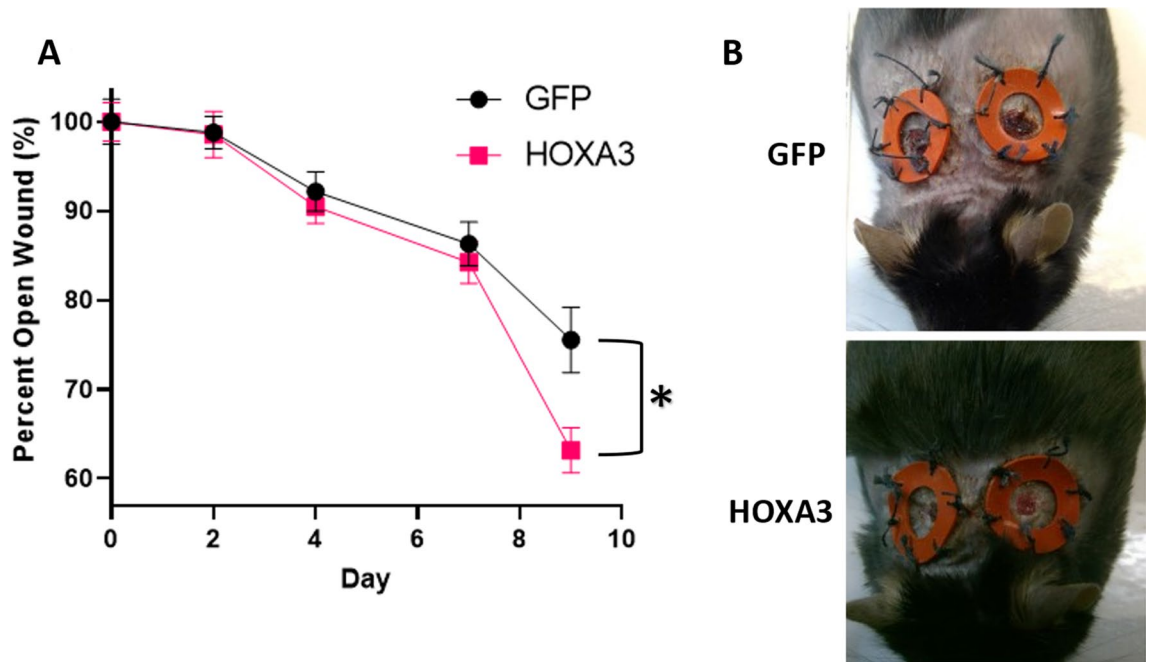 A
GFP
HOXA3
Percent Open Wound (%)
100
90
80
70
60
*
0 2 4 6 8 10
Day
B
GFP
HOXA3